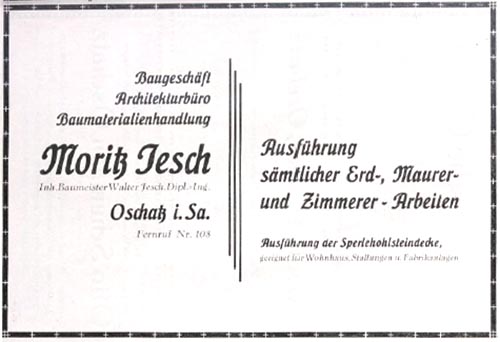 Baugeschäft
Architekturbüro
Baumaterialienhandlung
Moritz Jesch
Inh. Baumeister Walter Jesch, Dipl.-Ing.
Oschatz i. Sa.
Fernruf Nr. 108
Ausführung
sämtlicher Erd-, Maurer-
und Zimmerer-Arbeiten
Ausführung der Sperlehohlsteindecke,
geeignet für Wohnhaus, Stallungen u. Fabrikanlagen